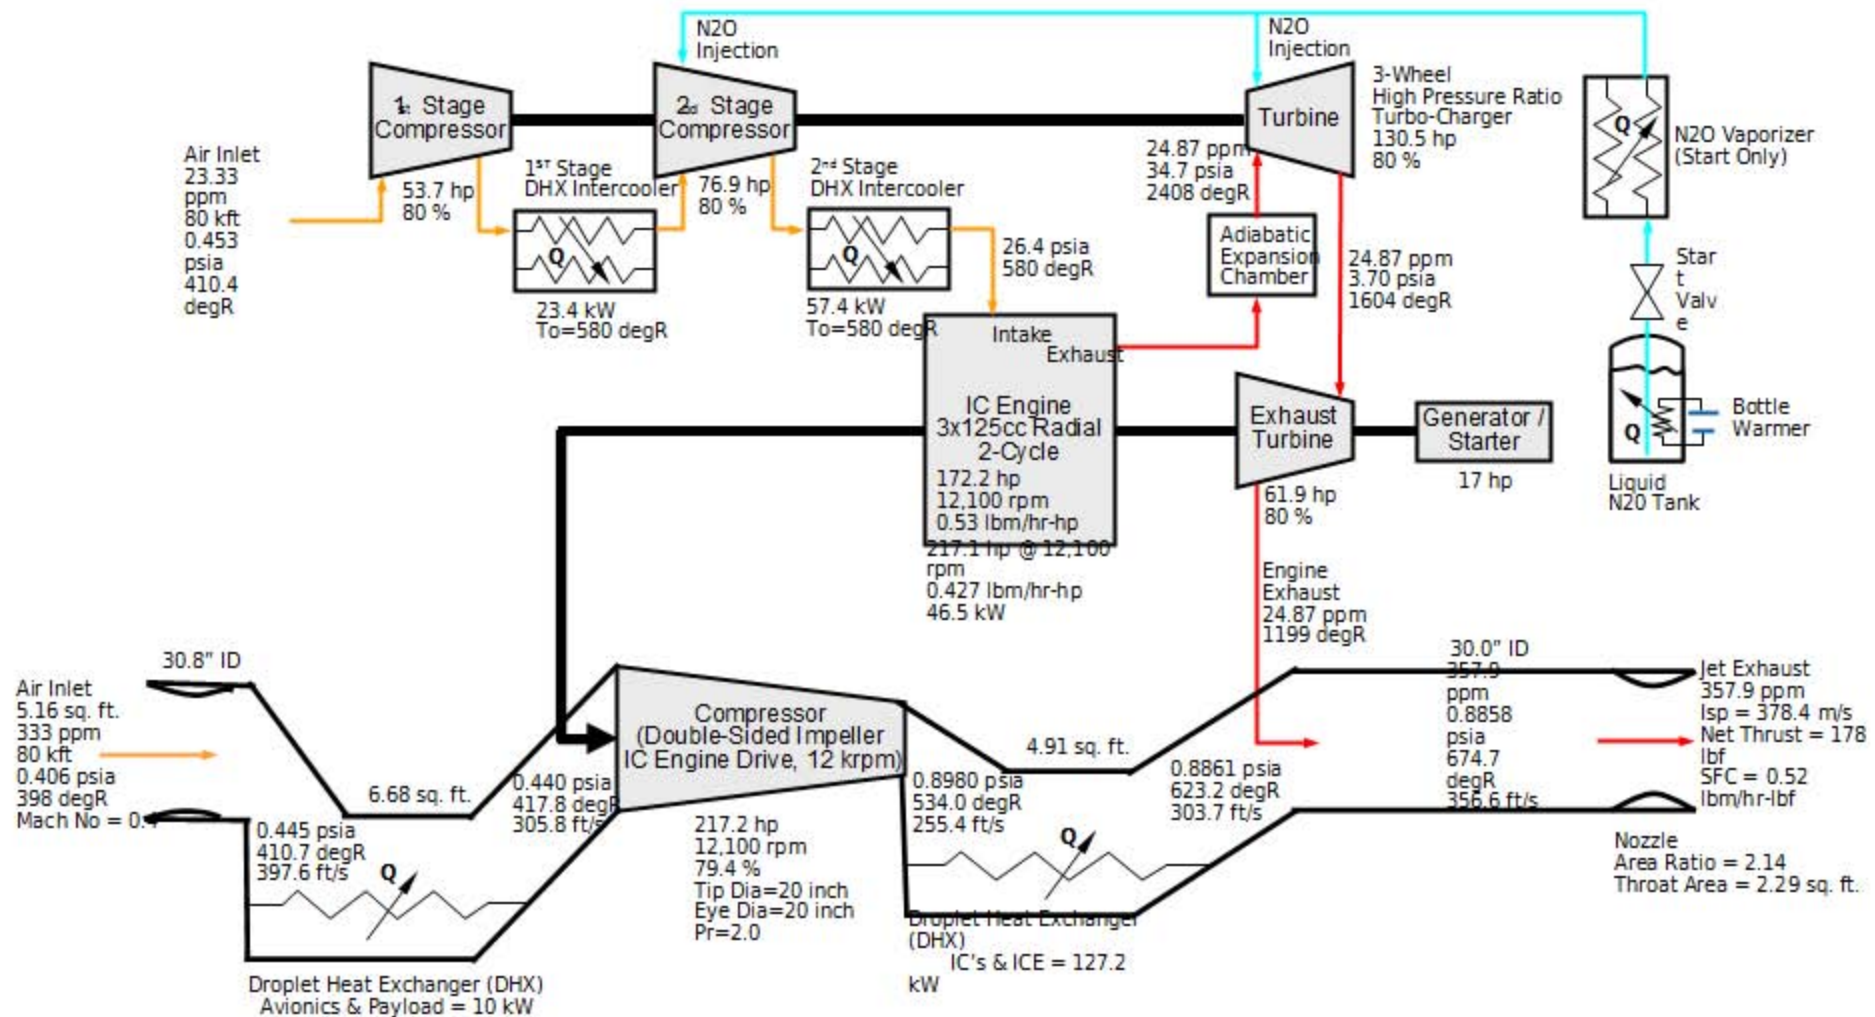 N2O
Injection
N2O
Injection
1st Stage
Compressor
2nd Stage
Compressor
Turbine
3-Wheel
High Pressure Ratio
Turbo-Charger
130.5 hp
80 %
N2O Vaporizer
(Start Only)
Q
Air Inlet
23.33
ppm
80 kft
0.453
psia
410.4
degR
53.7 hp
80 %
1ST Stage
DHX Intercooler
Q
23.4 kW
To=580 degR
76.9 hp
80 %
2nd Stage
DHX Intercooler
Q
57.4 kW
To=580 degR
26.4 psia
580 degR
24.87 ppm
34.7 psia
2408 degR
Adiabatic
Expansion
Chamber
24.87 ppm
3.70 psia
1604 degR
Star
t
Valv
e
Intake
Exhaust
IC Engine
3x125cc Radial
2-Cycle
172.2 hp
12,100 rpm
0.53 lbm/hr-hp
217.1 hp @ 12,100
rpm
0.427 lbm/hr-hp
46.5 kW
Exhaust
Turbine
61.9 hp
80 %
Generator /
Starter
17 hp
Q
Bottle
Warmer
Liquid
N20 Tank
Engine
Exhaust
24.87 ppm
1199 degR
30.8" ID
Air Inlet
5.16 sq. ft.
333 ppm
80 kft
0.406 psia
398 degR
Mach No = 0.4
6.68 sq. ft.
0.445 psia
410.7 degR
397.6 ft/s
Q
Droplet Heat Exchanger (DHX)
Avionics & Payload = 10 kW
0.440 psia
417.8 degR
305.8 ft/s
Compressor
(Double-Sided Impeller
IC Engine Drive, 12 krpm)
217.2 hp
12,100 rpm
79.4 %
Tip Dia=20 inch
Eye Dia=20 inch
Pr=2.0
4.91 sq. ft.
0.8980 psia
534.0 degR
255.4 ft/s
Q
Droplet Heat Exchanger
(DHX)
IC's & ICE = 127.2
kW
0.8861 psia
623.2 degR
303.7 ft/s
30.0" ID
357.9
ppm
0.8858
psia
674.7
degR
356.6 ft/s
Jet Exhaust
357.9 ppm
Isp = 378.4 m/s
Net Thrust = 178
lbf
SFC = 0.52
lbm/hr-lbf
Nozzle
Area Ratio = 2.14
Throat Area = 2.29 sq. ft.